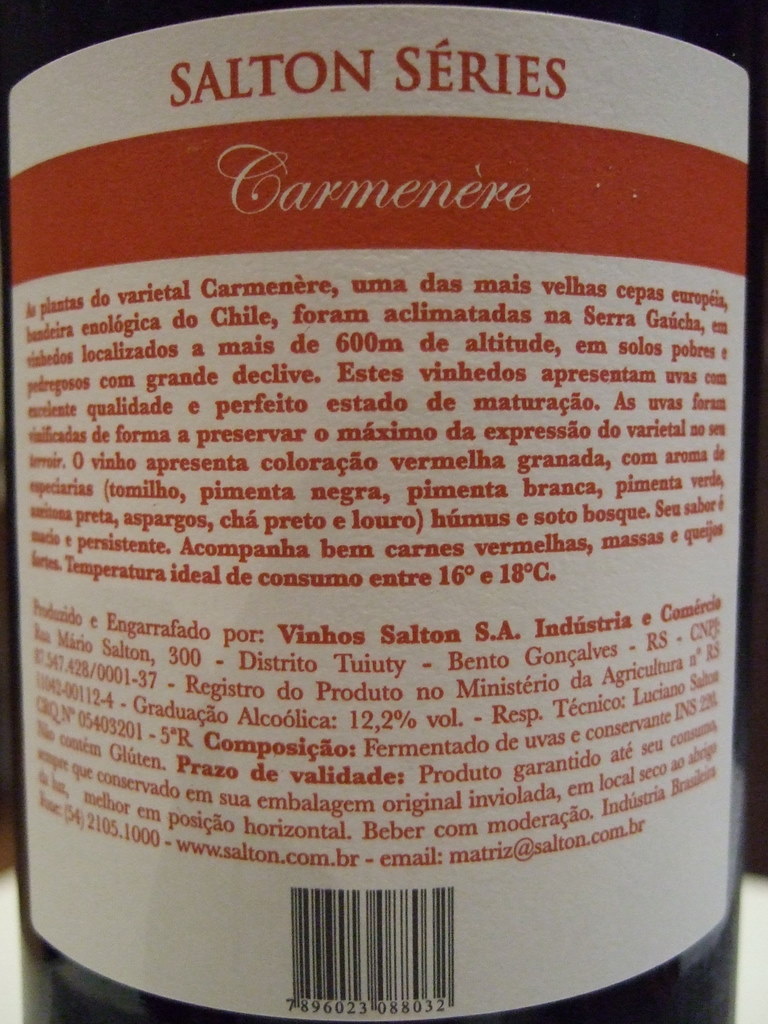 SALTON SÉRIES
Carmenère
As plantas do varietal Carmenère, uma das mais velhas cepas européia,
bandeira enológica do Chile, foram aclimatadas na Serra Gaúcha, em
vinhedos localizados a mais de 600m de altitude, em solos pobres e
pedregosos com grande declive. Estes vinhedos apresentam uvas com
excelente qualidade e perfeito estado de maturação. As uvas foram
vinificadas de forma a preservar o máximo da expressão do varietal no seu
terroir. O vinho apresenta coloração vermelha granada, com aroma de
especiarias (tomilho, pimenta negra, pimenta branca, pimenta verde,
azeitona preta, aspargos, chá preto e louro) húmus e soto bosque. Seu sabor é
macio e persistente. Acompanha bem carnes vermelhas, massas e queijos
fortes. Temperatura ideal de consumo entre 16° e 18°C.
Produzido e Engarrafado por: Vinhos Salton S.A. Indústria e Comércio
Rua Mário Salton, 300 - Distrito Tuiuty - Bento Gonçalves - RS - CNPJ:
87.547.428/0001-37 - Registro do Produto no Ministério da Agricultura nº RS
11042-00112-4 - Graduação Alcoólica: 12,2% vol. - Resp. Técnico: Luciano Salton
CRQ Nº 05403201 - 5ªR Composição: Fermentado de uvas e conservante INS 220.
Não contém Glúten. Prazo de validade: Produto garantido até seu consumo,
sempre que conservado em sua embalagem original inviolada, em local seco ao abrigo
da luz, melhor em posição horizontal. Beber com moderação. Indústria Brasileira
Fone: (54) 2105.1000 - www.salton.com.br - email: matriz@salton.com.br
7 896023 088032